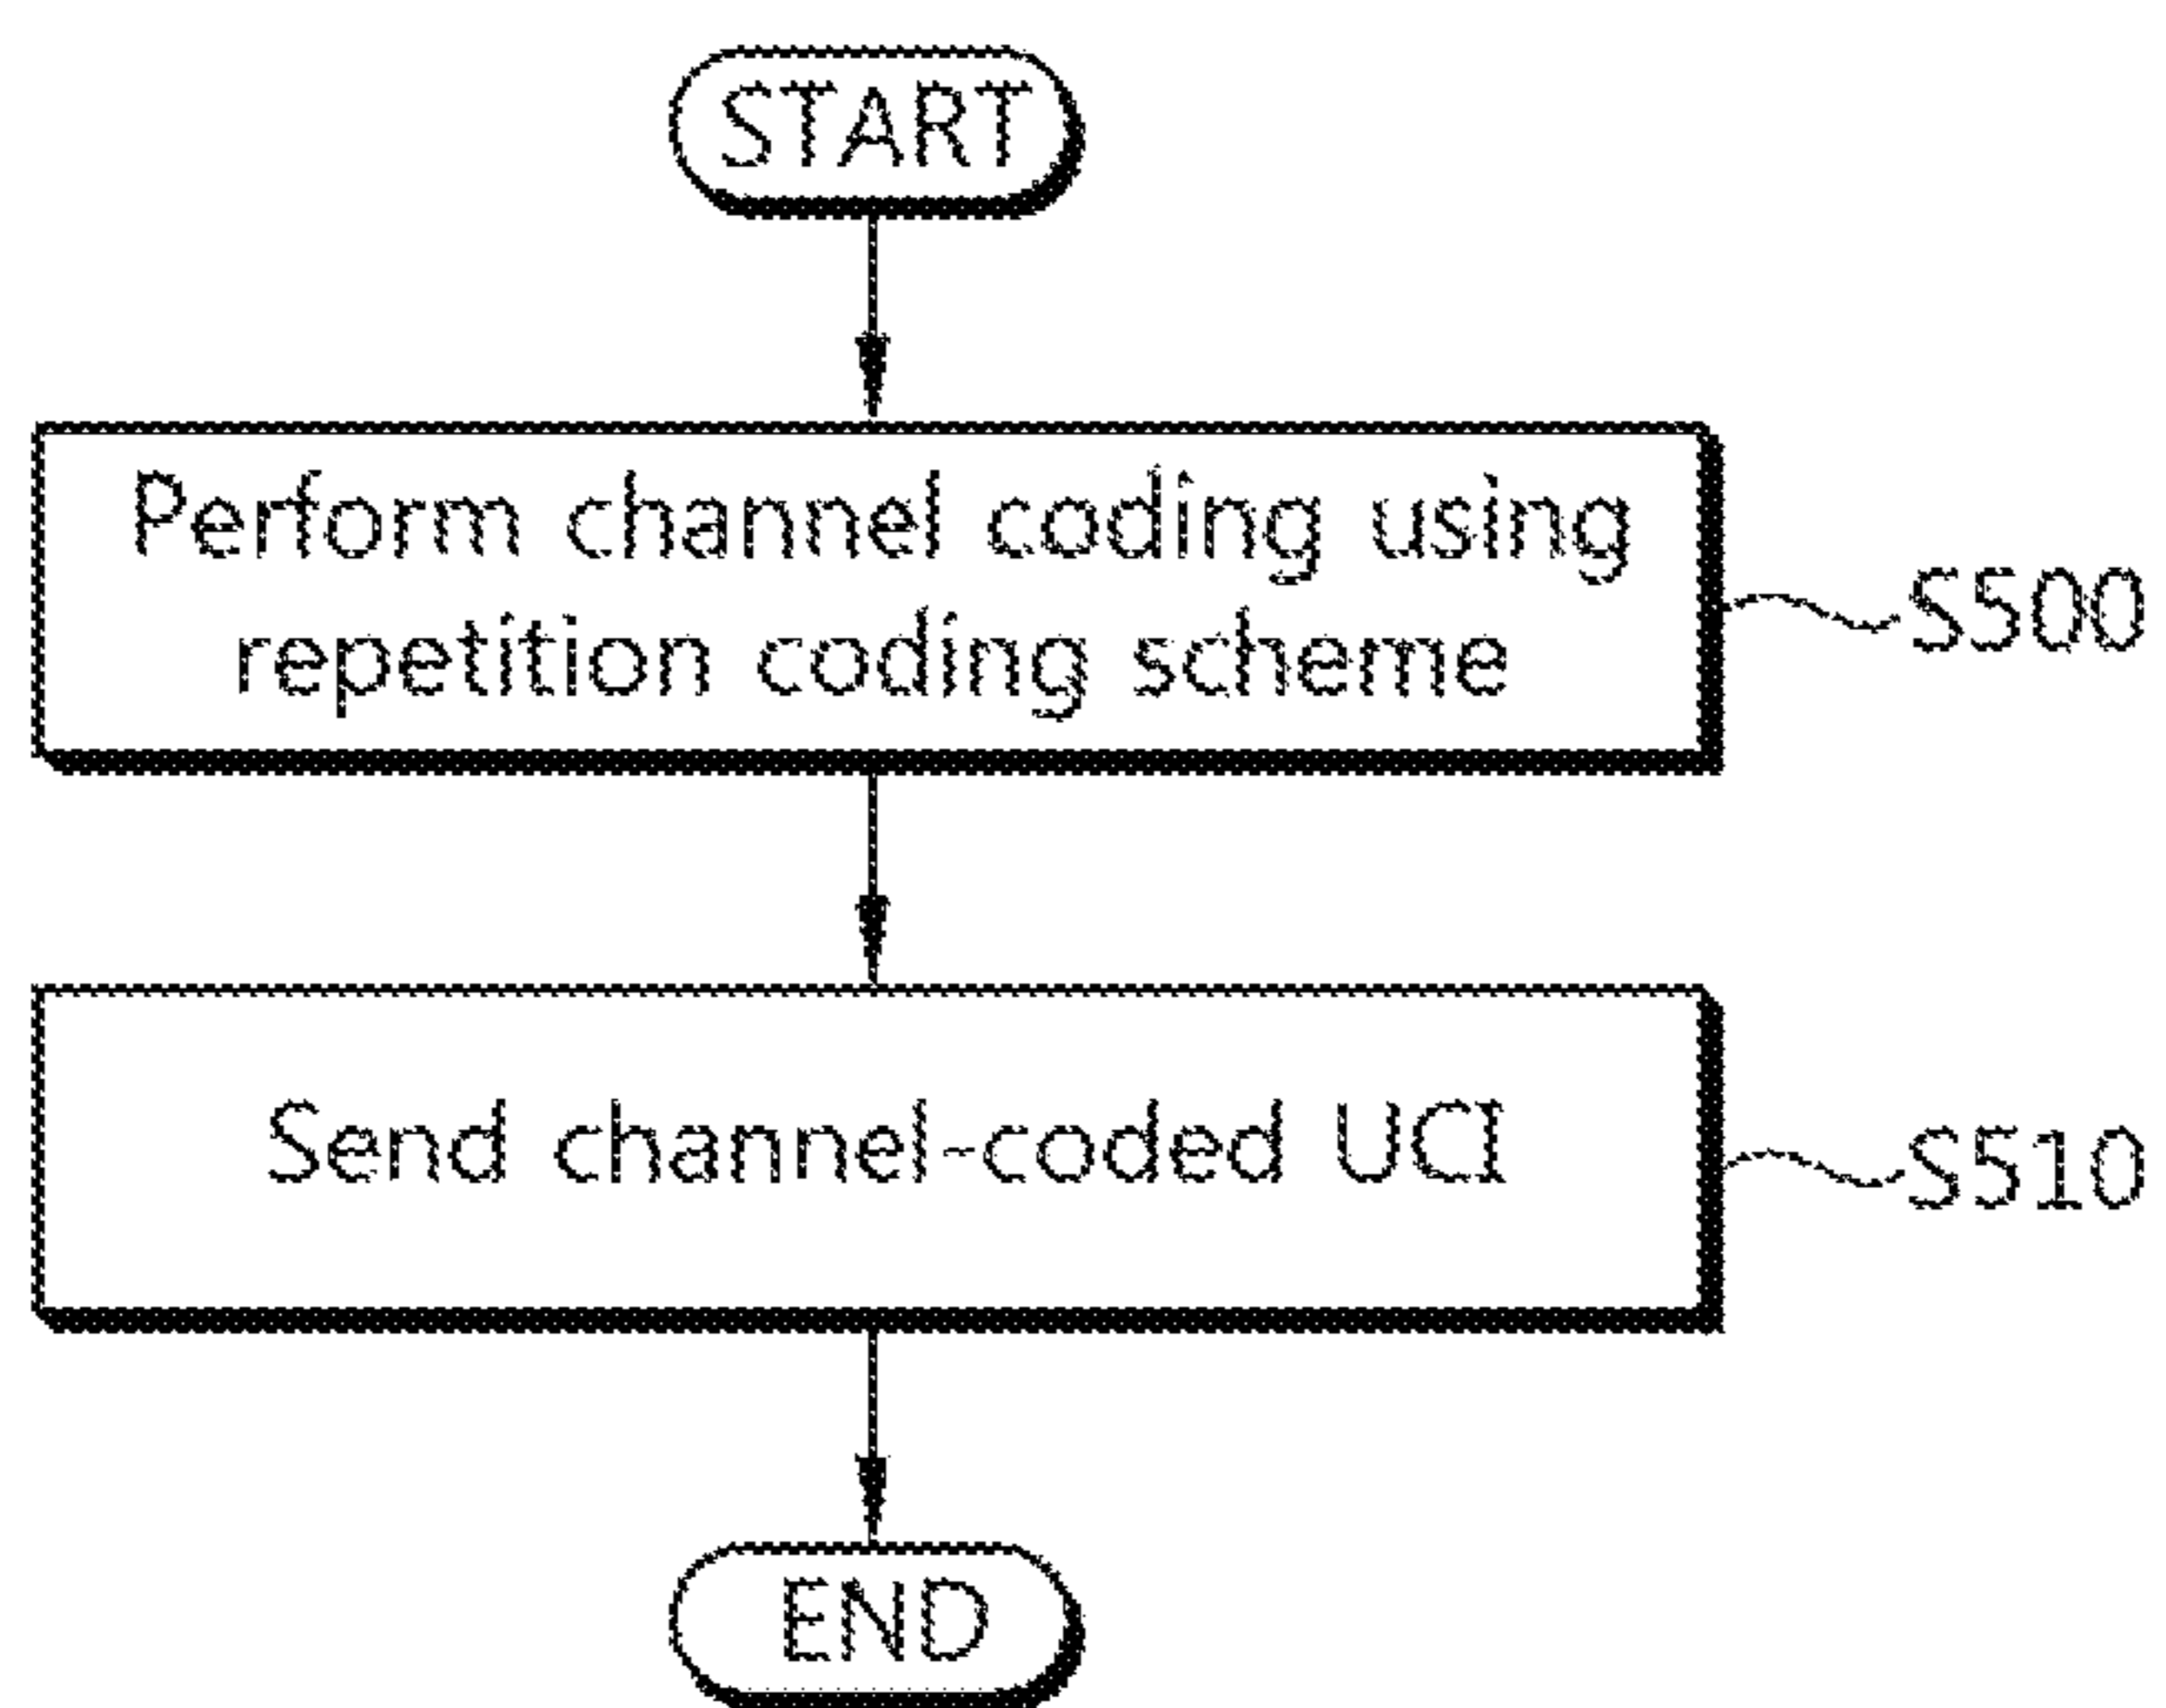 START
Perform channel coding using
repetition coding scheme
S500
Send channel-coded UCI
S510
END